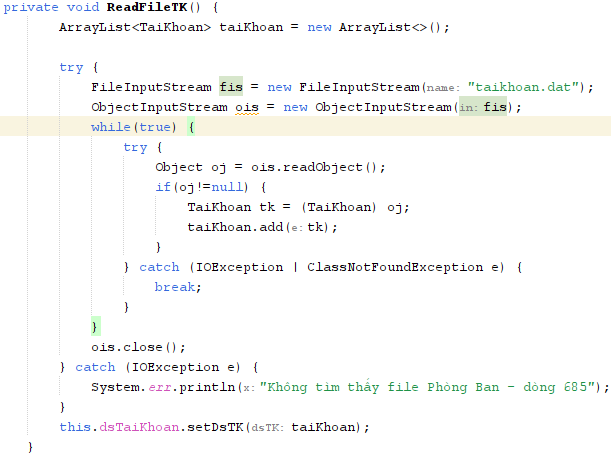 private void ReadFileTK() {
ArrayList<TaiKhoan> taiKhoan = new ArrayList<>();
try {
FileInputStream fis = new FileInputStream(name: "taikhoan.dat");
ObjectInputStream ois = new ObjectInputStream(in: fis);
while(true) {
try {
Object oj = ois.readObject();
if(oj!=null) {
TaiKhoan tk = (TaiKhoan) oj;
taiKhoan.add(e: tk);
}
} catch (IOException | ClassNotFoundException e) {
break;
}
}
ois.close();
} catch (IOException e) {
System.err.println(x: "Không tìm thấy file Phòng Ban - dòng 685");
}
this.dsTaiKhoan.setDsTK(dsTK: taiKhoan);
}